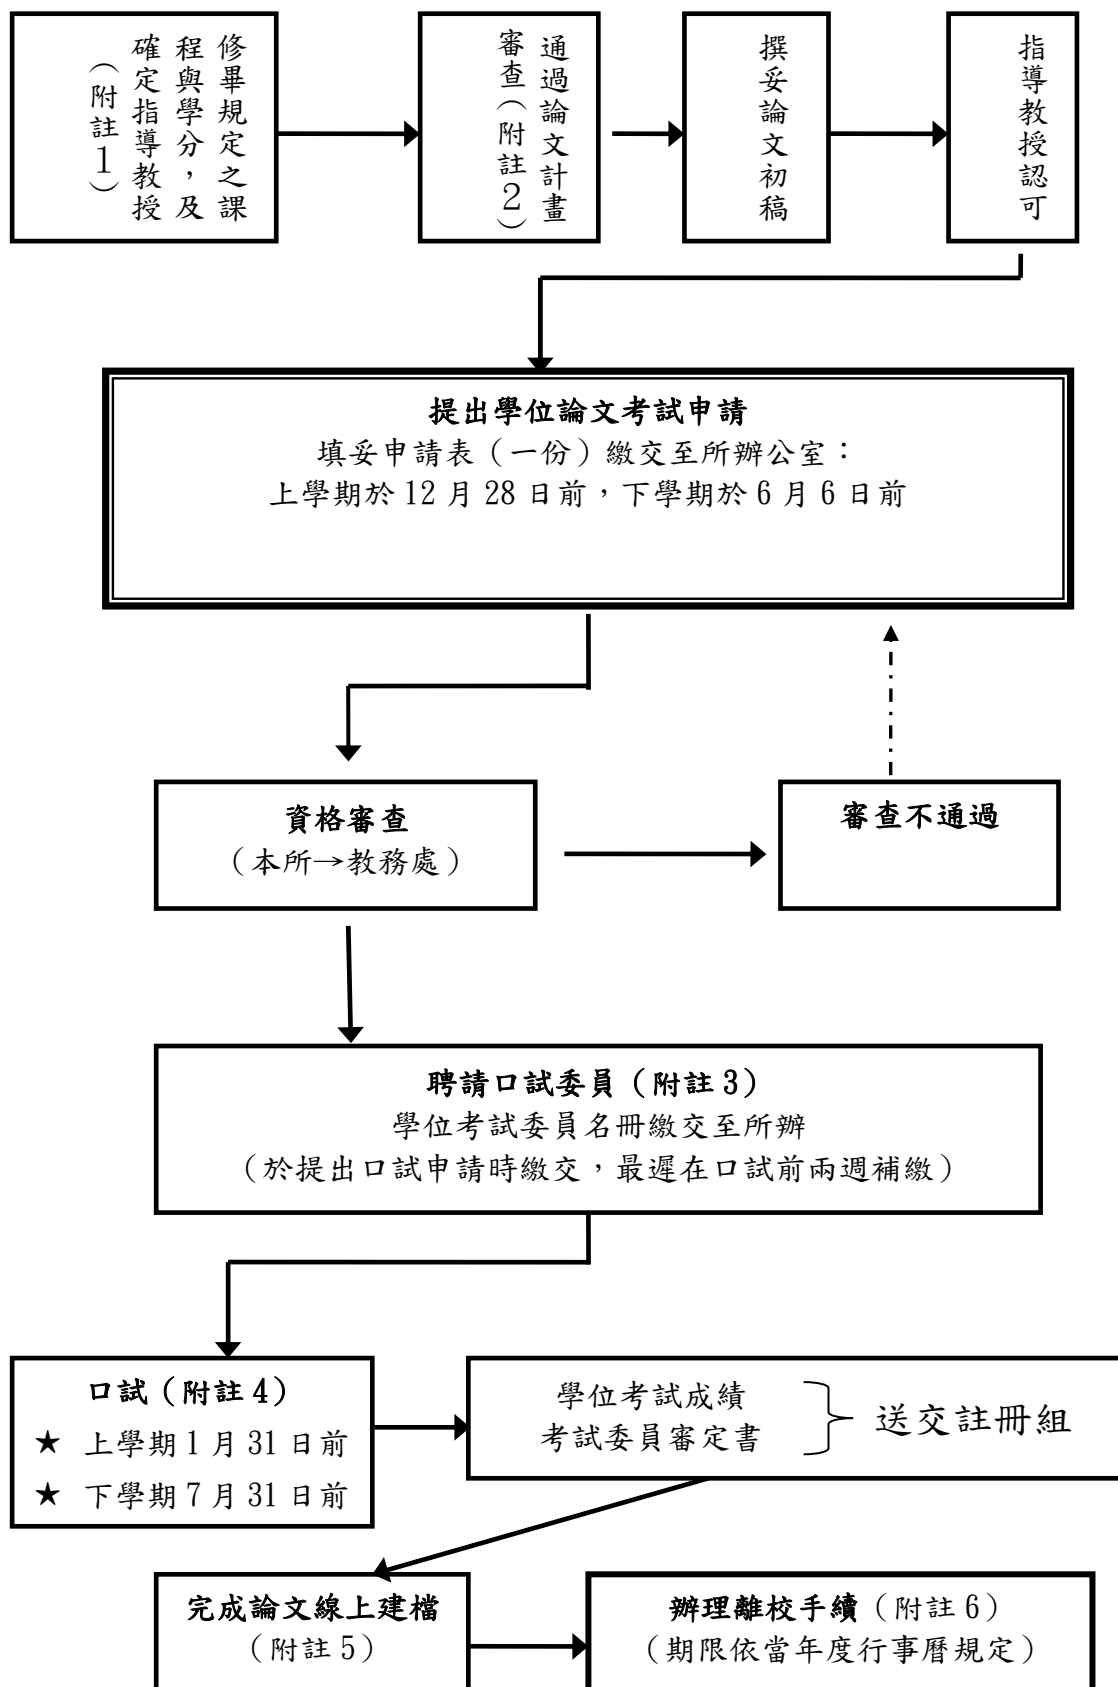 修畢規定之課
程與學分，及
確定指導教授
（附註1）
通過論文計畫
審查（附註2）
撰妥論文初稿
指導教授認可
提出學位論文考試申請
填妥申請表（一份）繳交至所辦公室：
上學期於12月28日前，下學期於6月6日前
資格審查
（本所→教務處）
審查不通過
聘請口試委員（附註3）
學位考試委員名冊繳交至所辦
（於提出口試申請時繳交，最遲在口試前兩週補繳）
口試（附註4）
★ 上學期1月31日前
★ 下學期7月31日前
學位考試成績
考試委員審定書
送交註冊組
完成論文線上建檔
（附註5）
辦理離校手續（附註6）
（期限依當年度行事曆規定）